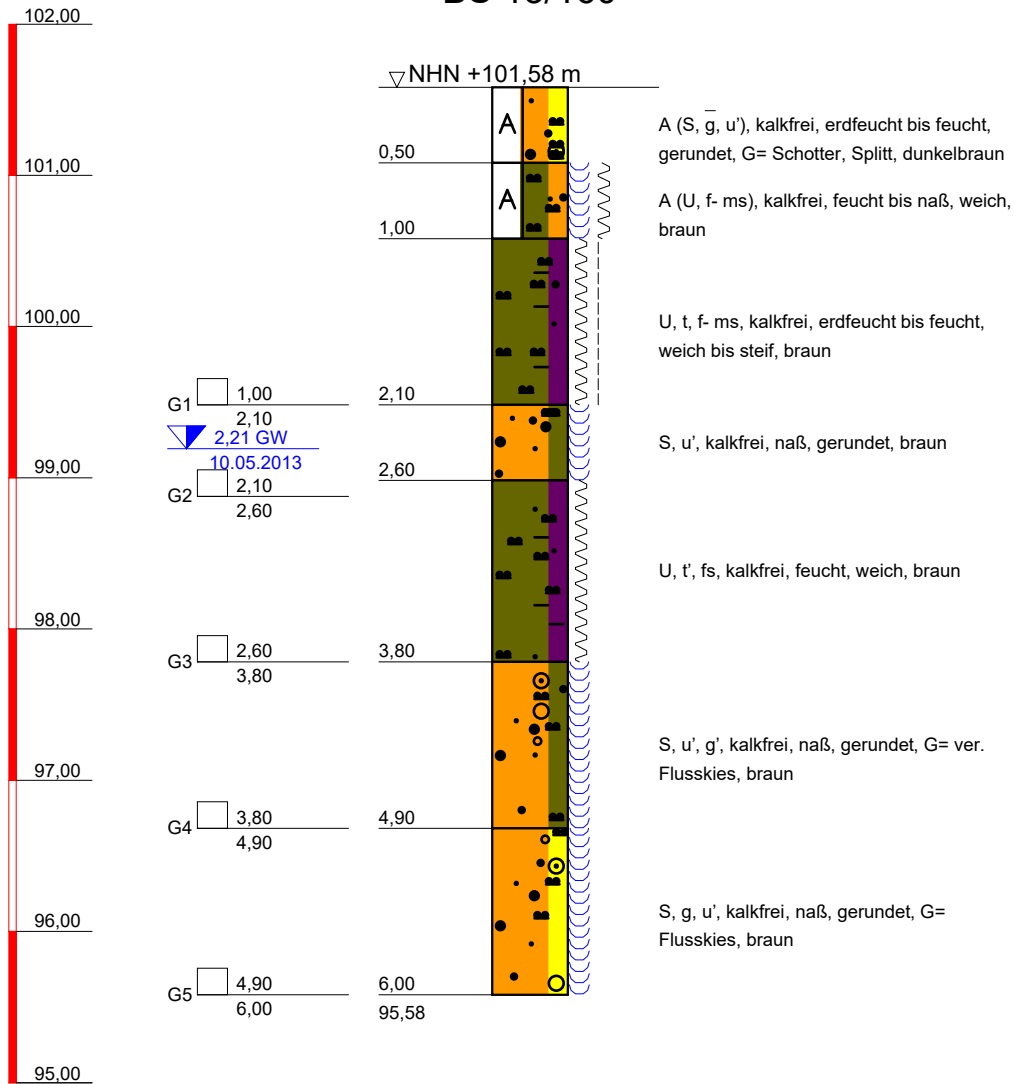 102,00
NHN +101,58 m
A
A (S, g̅, u’), kalkfrei, erdfeucht bis feucht,
gerundet, G= Schotter, Splitt, dunkelbraun
0,50
101,00
A
A (U, f- ms), kalkfrei, feucht bis naß, weich,
braun
1,00
100,00
U, t, f- ms, kalkfrei, erdfeucht bis feucht,
weich bis steif, braun
G1
1,00
2,10
2,10
2,21 GW
10.05.2013
S, u’, kalkfrei, naß, gerundet, braun
99,00
2,60
G2
2,10
2,60
U, t’, fs, kalkfrei, feucht, weich, braun
98,00
G3
2,60
3,80
3,80
S, u’, g’, kalkfrei, naß, gerundet, G= ver.
Flusskies, braun
97,00
G4
3,80
4,90
4,90
S, g, u’, kalkfrei, naß, gerundet, G=
Flusskies, braun
96,00
G5
4,90
6,00
6,00
95,58
95,00